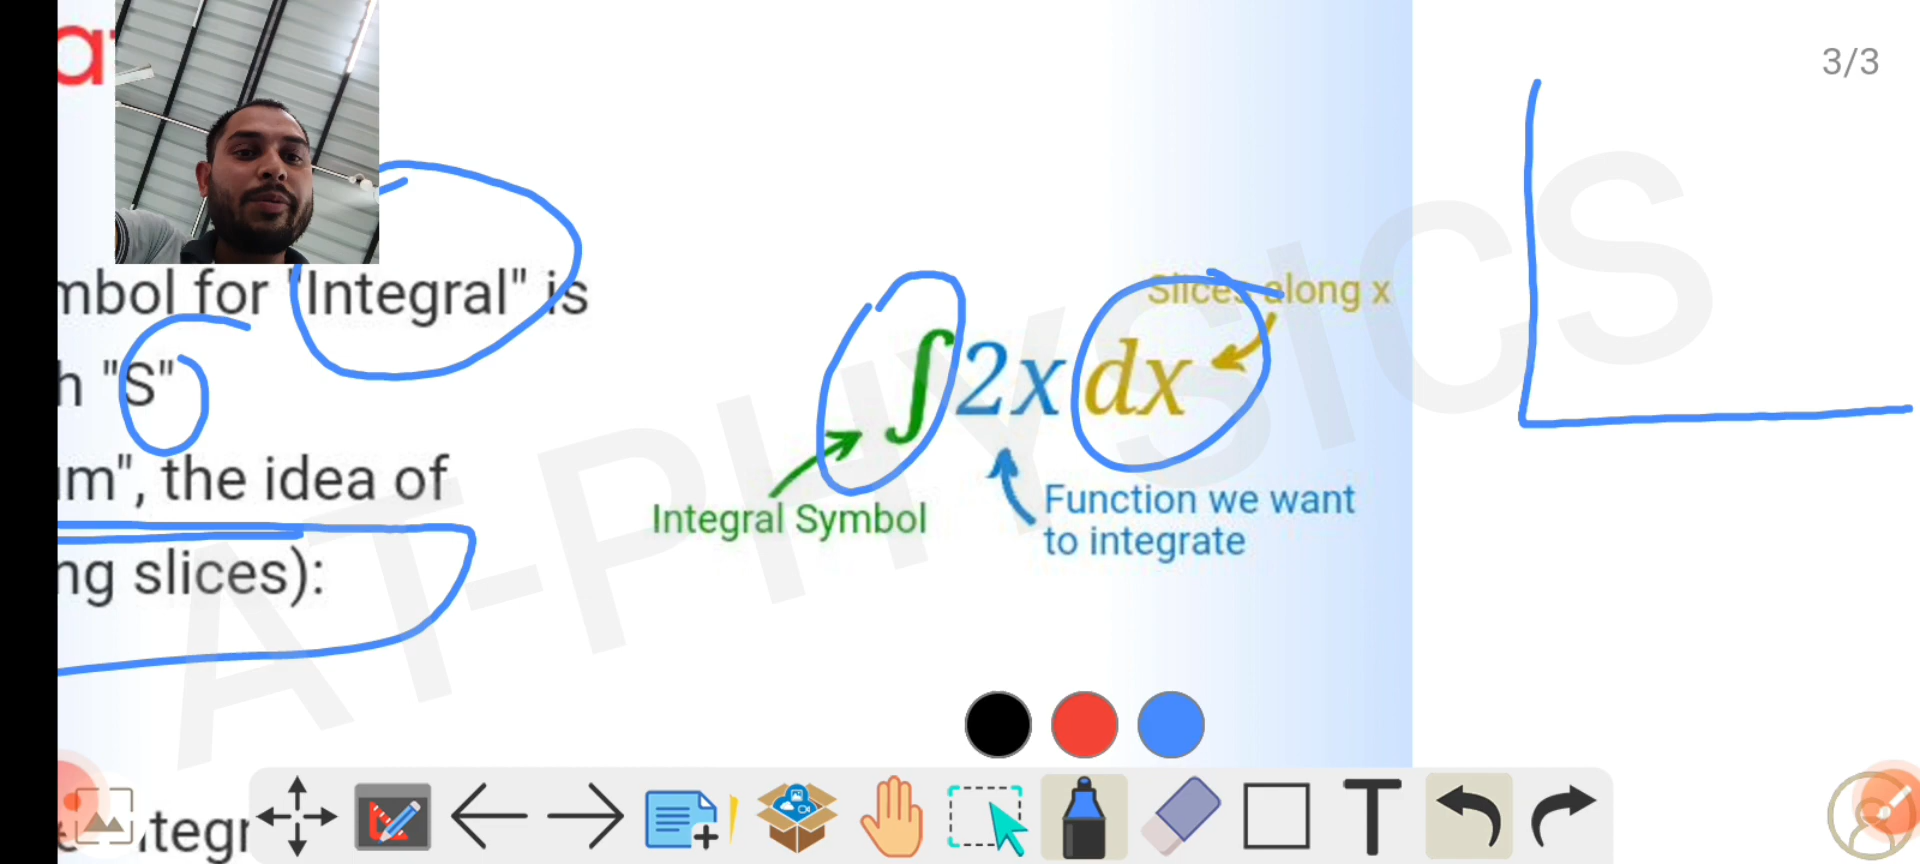 3/3
mbol for "Integral" is
h "S"
um", the idea of
ng slices):
Slices along x
∫ 2x dx
Integral Symbol
Function we want
to integrate
AT-PHYSICS
T